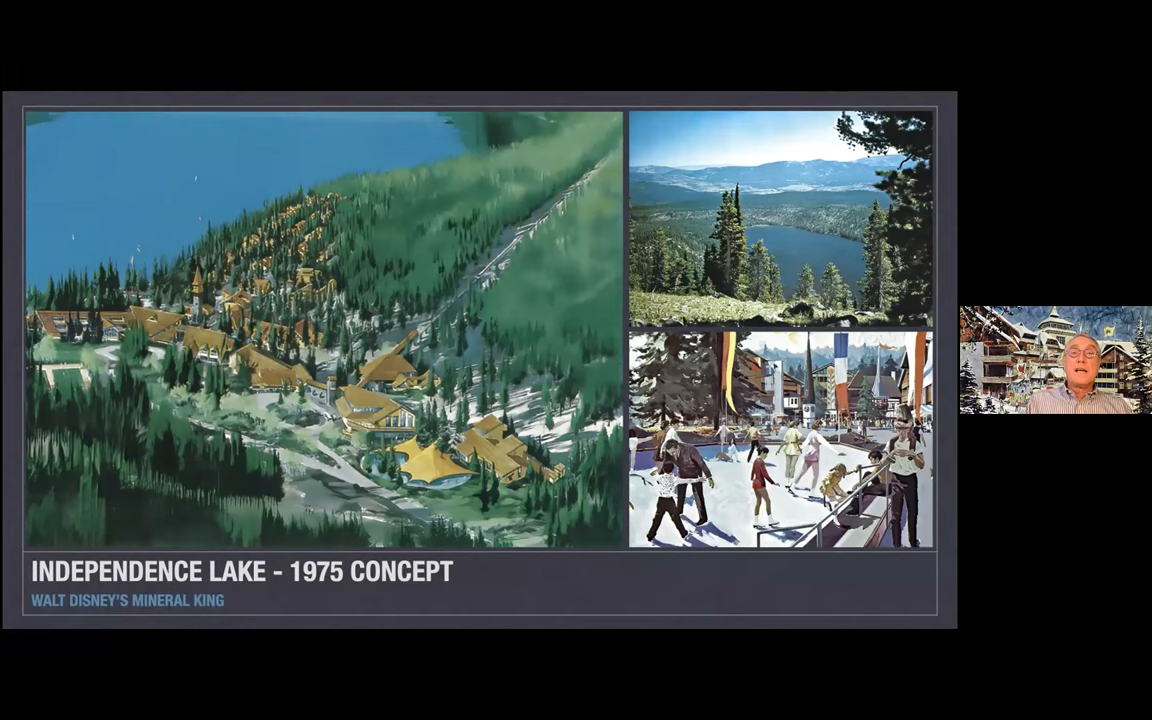 INDEPENDENCE LAKE - 1975 CONCEPT
WALT DISNEY'S MINERAL KING